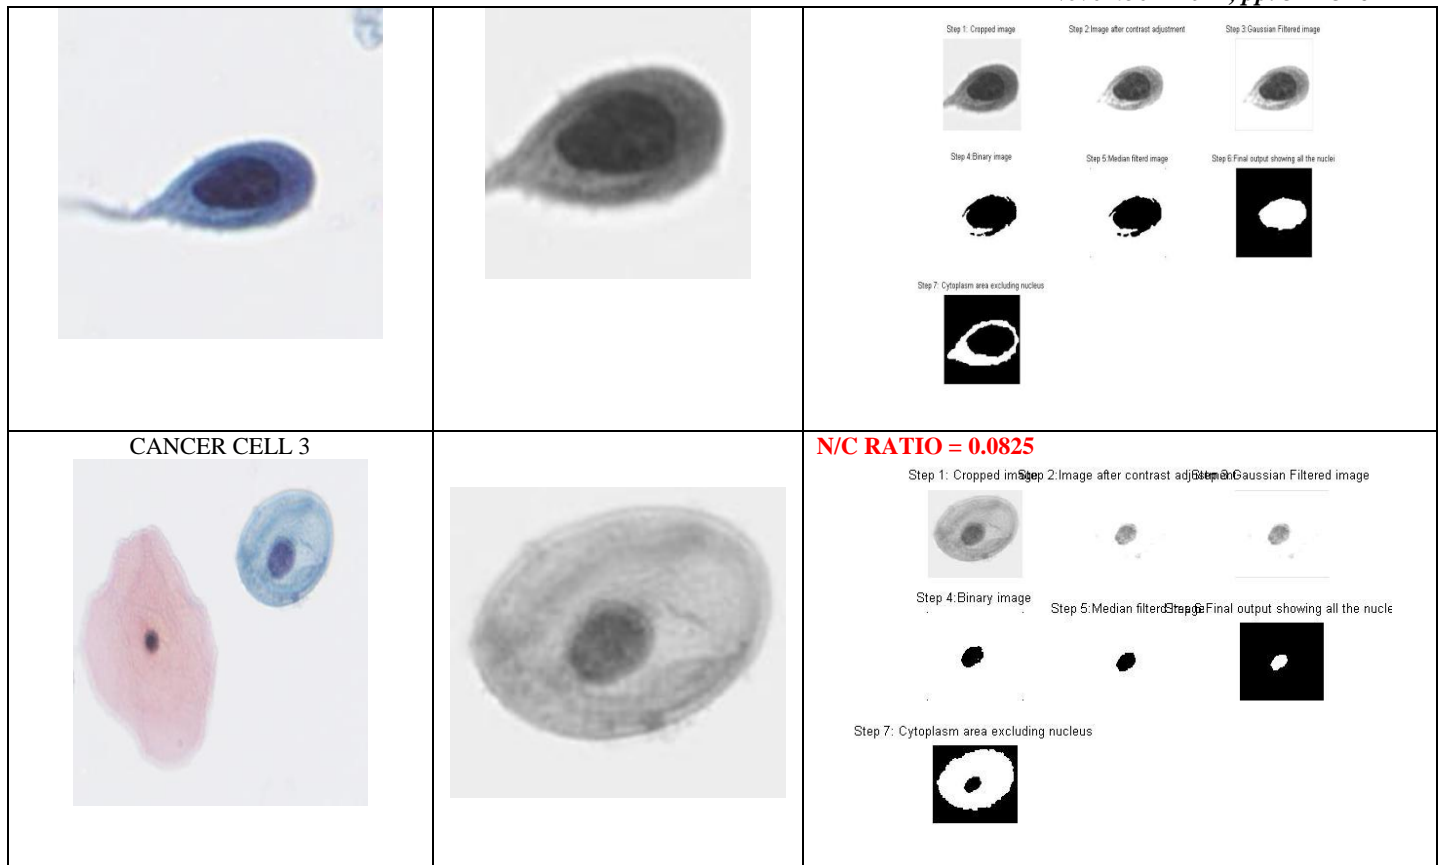 Step 1: Cropped image Step 2:Image after contrast adjustment Step 3:Gaussian Filtered image
Step 4:Binary image Step 5:Median filterd image Step 6:Final output showing all the nuclei
Step 7: Cytoplasm area excluding nucleus
CANCER CELL 3
N/C RATIO = 0.0825
Step 1: Cropped image Step 2:Image after contrast adjustment Step 3:Gaussian Filtered image
Step 4:Binary image
Step 5:Median filterd image Step 6:Final output showing all the nucle
Step 7: Cytoplasm area excluding nucleus